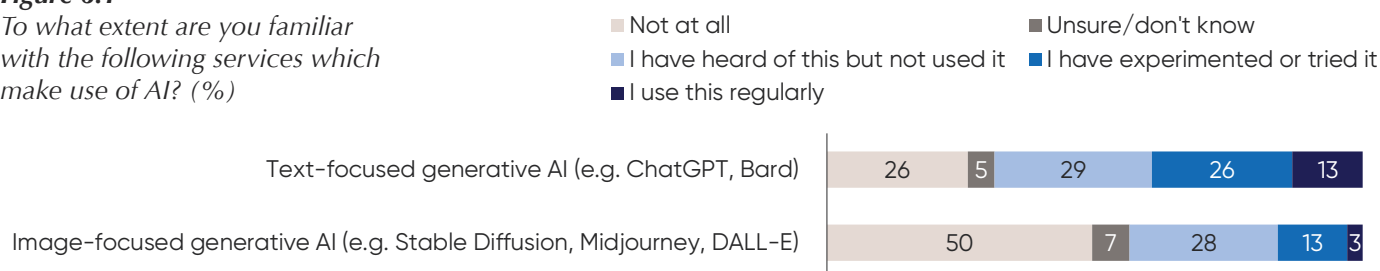 Figure 6.1
To what extent are you familiar
with the following services which
make use of AI? (%)
Not at all
Unsure/don't know
I have heard of this but not used it
I have experimented or tried it
I use this regularly
Text-focused generative AI (e.g. ChatGPT, Bard)
26 5 29 26 13
Image-focused generative AI (e.g. Stable Diffusion, Midjourney, DALL-E)
50 7 28 13 3